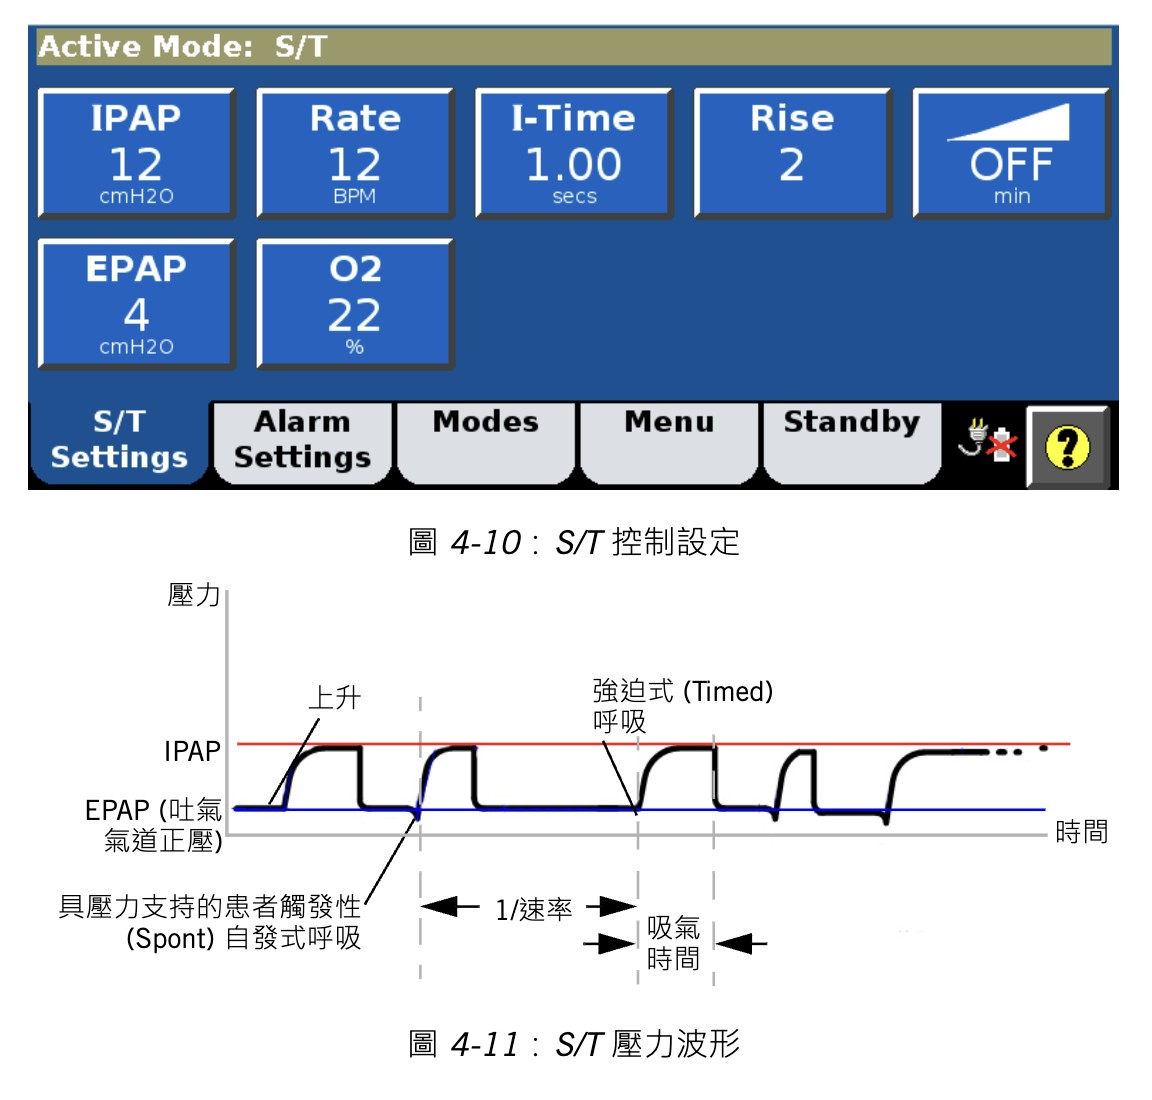 Active Mode: S/T
IPAP
12
cmH2O
Rate
12
BPM
I-Time
1.00
secs
Rise
2
OFF
min
EPAP
4
cmH2O
O2
22
%
S/T
Settings
Alarm
Settings
Modes
Menu
Standby
?
圖 4-10：S/T 控制設定
壓力
上升
強迫式 (Timed)
呼吸
IPAP
EPAP (吐氣
氣道正壓)
時間
具壓力支持的患者觸發性
(Spont) 自發式呼吸
1/速率
吸氣
時間
圖 4-11：S/T 壓力波形